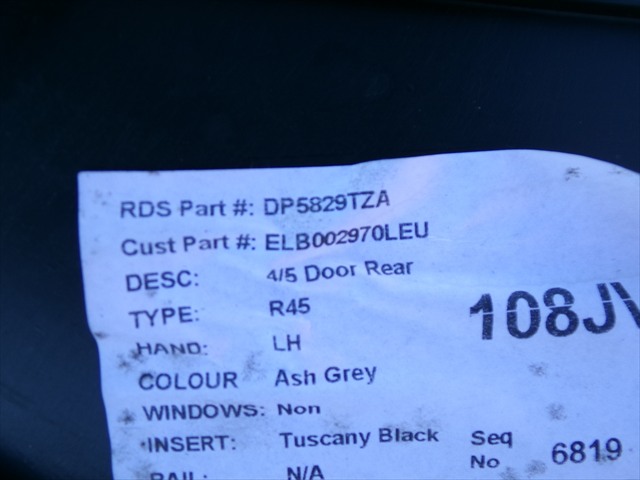 RDS Part #: DP5829TZA
Cust Part #: ELB002970LEU
DESC: 4/5 Door Rear
TYPE: R45
108JV
HAND: LH
COLOUR Ash Grey
WINDOWS: Non
INSERT: Tuscany Black Seq No 6819
RAIL: N/A